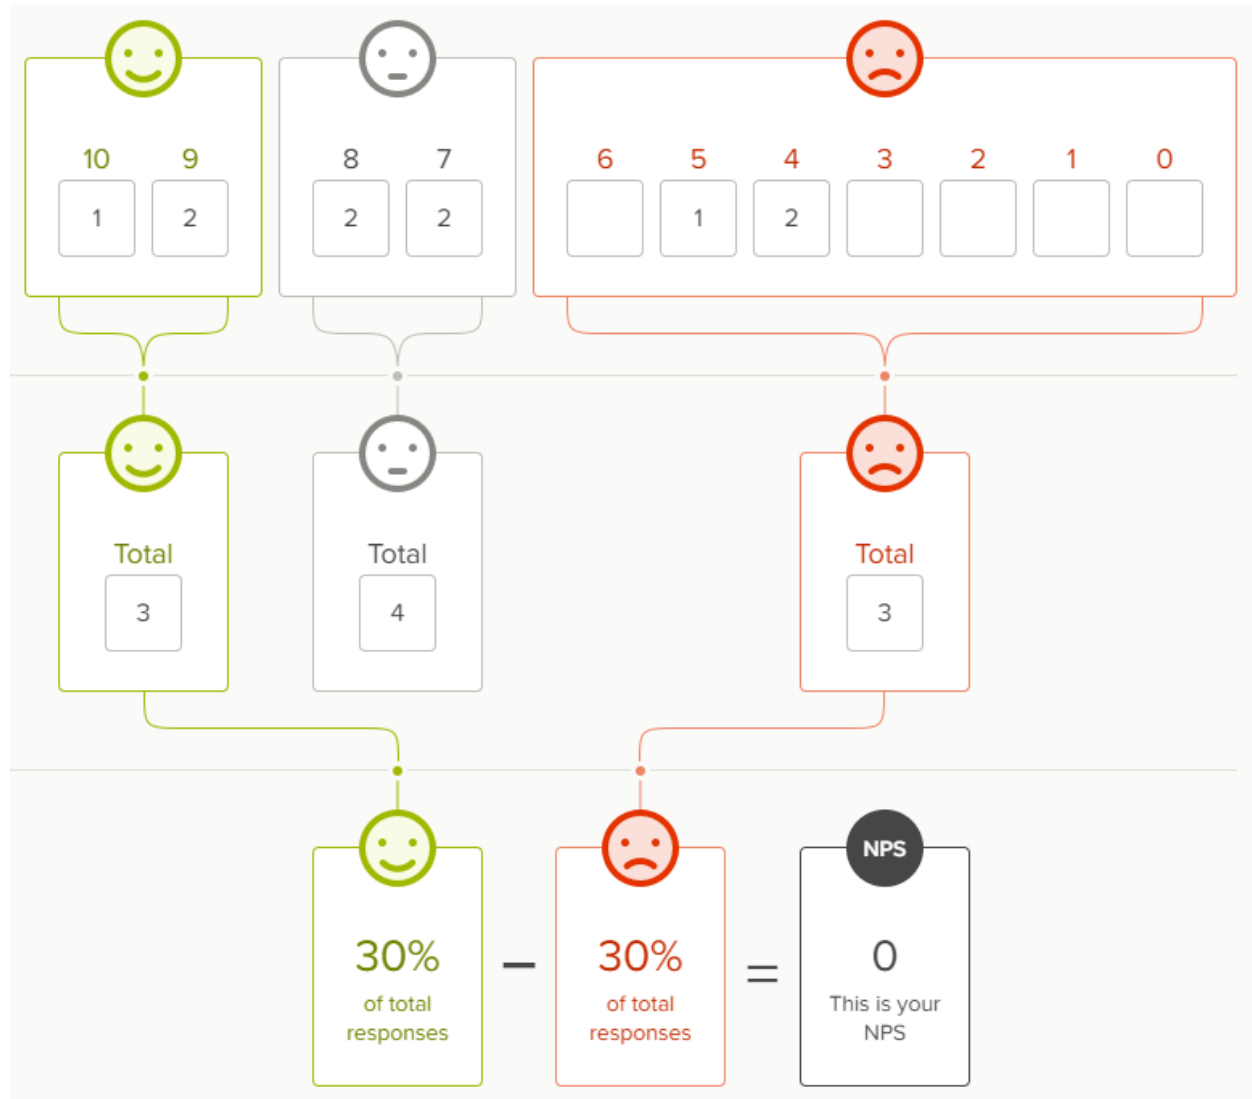 10 9 8 7 6 5 4 3 2 1 0
1 2 2 2 1 2
Total Total Total
3 4 3
NPS
30% − 30% = 0
of total of total This is your
responses responses NPS